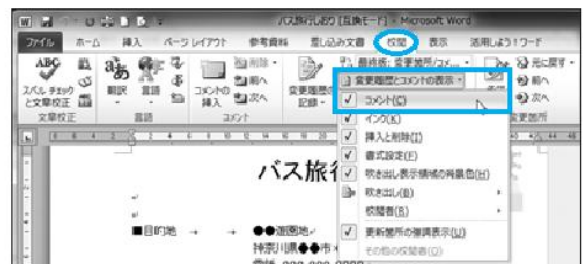 バス旅行しおり [互換モード] - Microsoft Word
ファイル ホーム 挿入 ページ レイアウト 参考資料 差し込み文書 校閲 表示 活用しよう!ワード
ABC スペル チェックと文章校正 翻訳 言語 コメントの挿入 削除 前へ 次へ 変更履歴の記録 最終版: 変更箇所/コメ... 元に戻す
変更履歴とコメントの表示 前へ
次へ
文章校正 言語 コメント 変更箇所
コメント(C)
インク(K)
挿入と削除(I)
書式設定(F)
吹き出し表示領域の背景色(H)
吹き出し(B)
校閲者(R)
更新箇所の強調表示(U)
その他の校閲者(O)
バス旅行
■目的地 → → ●●遊園地
神奈川県◆◆市